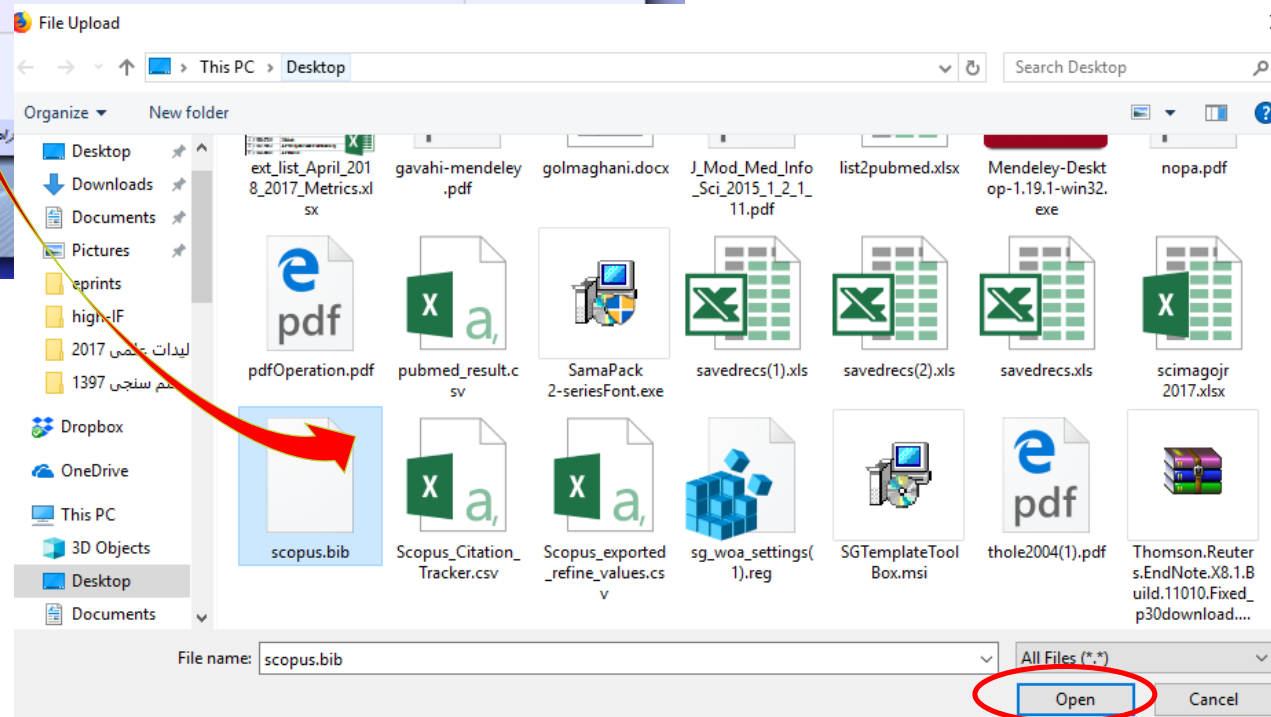 File Upload
This PC > Desktop
Search Desktop
Organize
New folder
Desktop
Downloads
Documents
Pictures
eprints
high-IF
لیدات علمی 2017
لم سنجی 1397
Dropbox
OneDrive
This PC
3D Objects
Desktop
Documents
ext_list_April_201
8_2017_Metrics.xl
sx
gavahi-mendeley
.pdf
golmaghani.docx
J_Mod_Med_Info
_Sci_2015_1_2_1_
11.pdf
list2pubmed.xlsx
Mendeley-Deskt
op-1.19.1-win32.
exe
nopa.pdf
pdf
pdfOperation.pdf
X a,
pubmed_result.c
sv
SamaPack
2-seriesFont.exe
X
savedrecs(1).xls
X
savedrecs(2).xls
X
savedrecs.xls
X
scimagojr
2017.xlsx
scopus.bib
X a,
Scopus_Citation_
Tracker.csv
X a,
Scopus_exported
_refine_values.cs
v
sg_woa_settings(
1).reg
SGTemplateTool
Box.msi
pdf
thole2004(1).pdf
Thomson.Reuter
s.EndNote.X8.1.B
uild.11010.Fixed_
p30download....
File name:
scopus.bib
All Files (*.*)
Open
Cancel